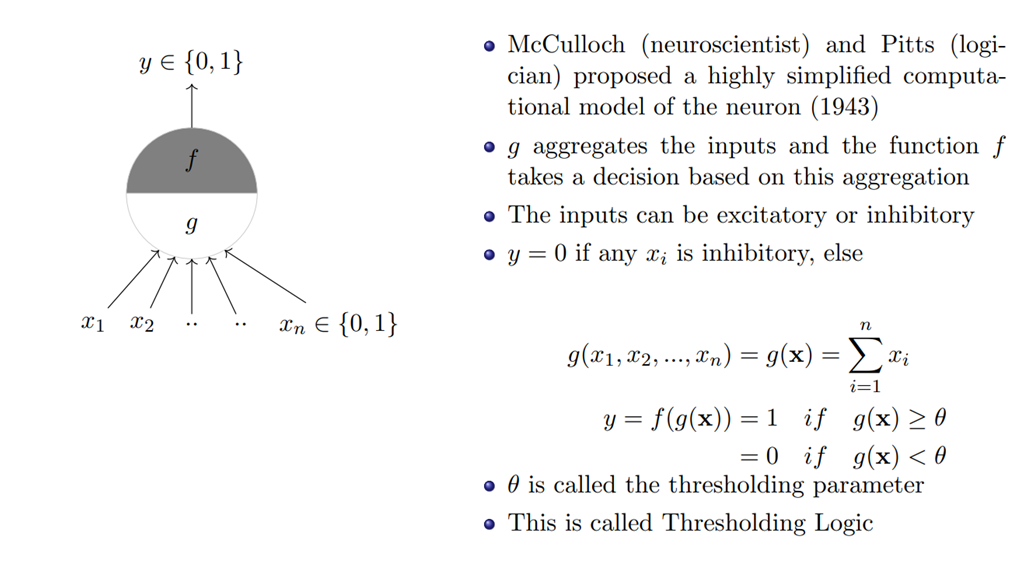 y ∈ {0, 1}
f
g
x₁ x₂ .. .. xₙ ∈ {0, 1}
McCulloch (neuroscientist) and Pitts (logi-
cian) proposed a highly simplified computa-
tional model of the neuron (1943)
g aggregates the inputs and the function f
takes a decision based on this aggregation
The inputs can be excitatory or inhibitory
y = 0 if any xᵢ is inhibitory, else
g(x₁, x₂, ..., xₙ) = g(𝐱) = ∑ᵢ₌₁ⁿ xᵢ
y = f(g(𝐱)) = 1 if g(𝐱) ≥ θ
= 0 if g(𝐱) < θ
θ is called the thresholding parameter
This is called Thresholding Logic